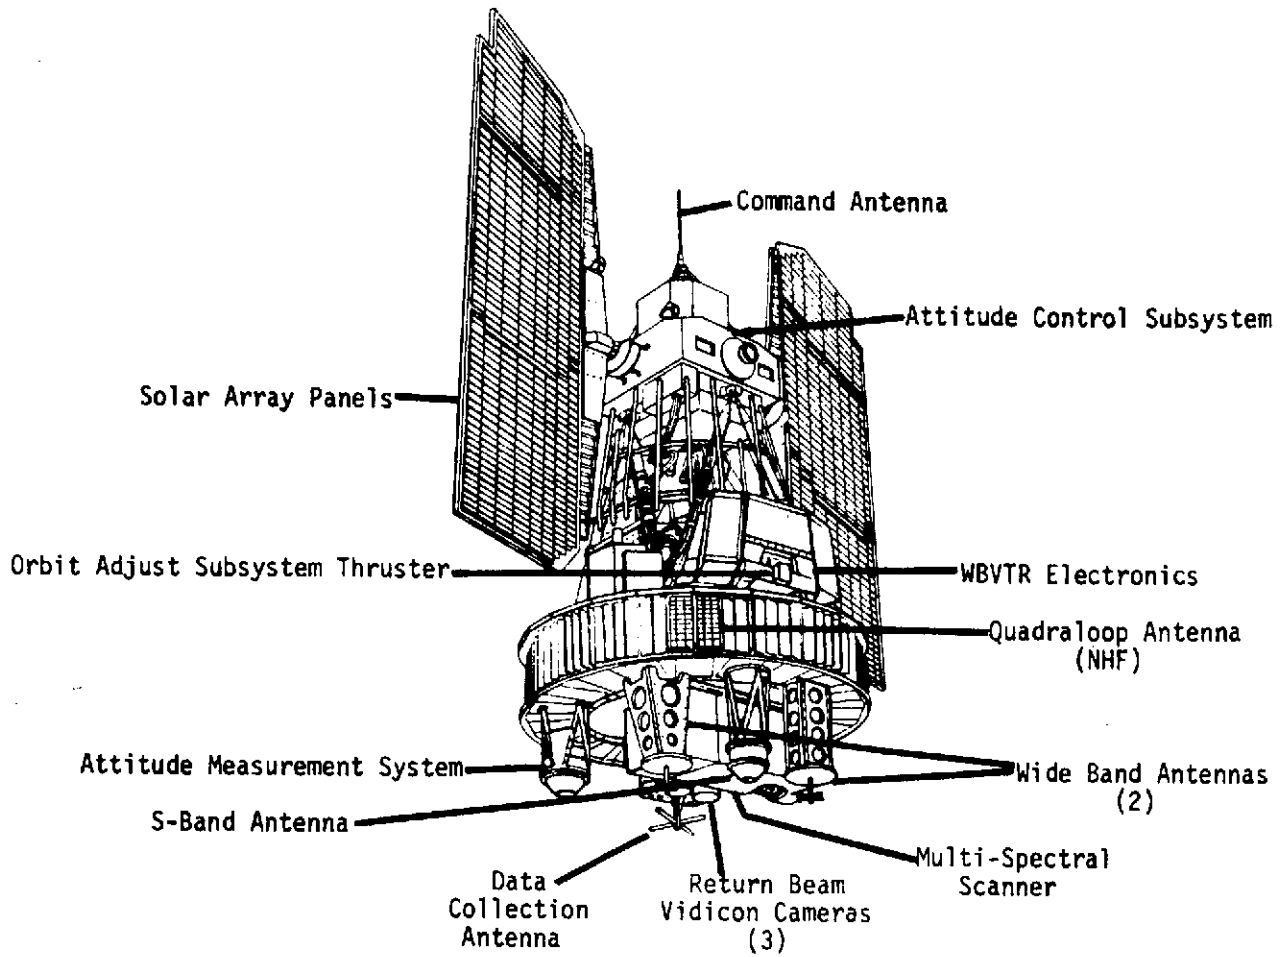 Command Antenna
Attitude Control Subsystem
Solar Array Panels
Orbit Adjust Subsystem Thruster
WBVTR Electronics
Quadraloop Antenna
(NHF)
Attitude Measurement System
Wide Band Antennas
(2)
S-Band Antenna
Multi-Spectral
Scanner
Data
Collection
Antenna
Return Beam
Vidicon Cameras
(3)